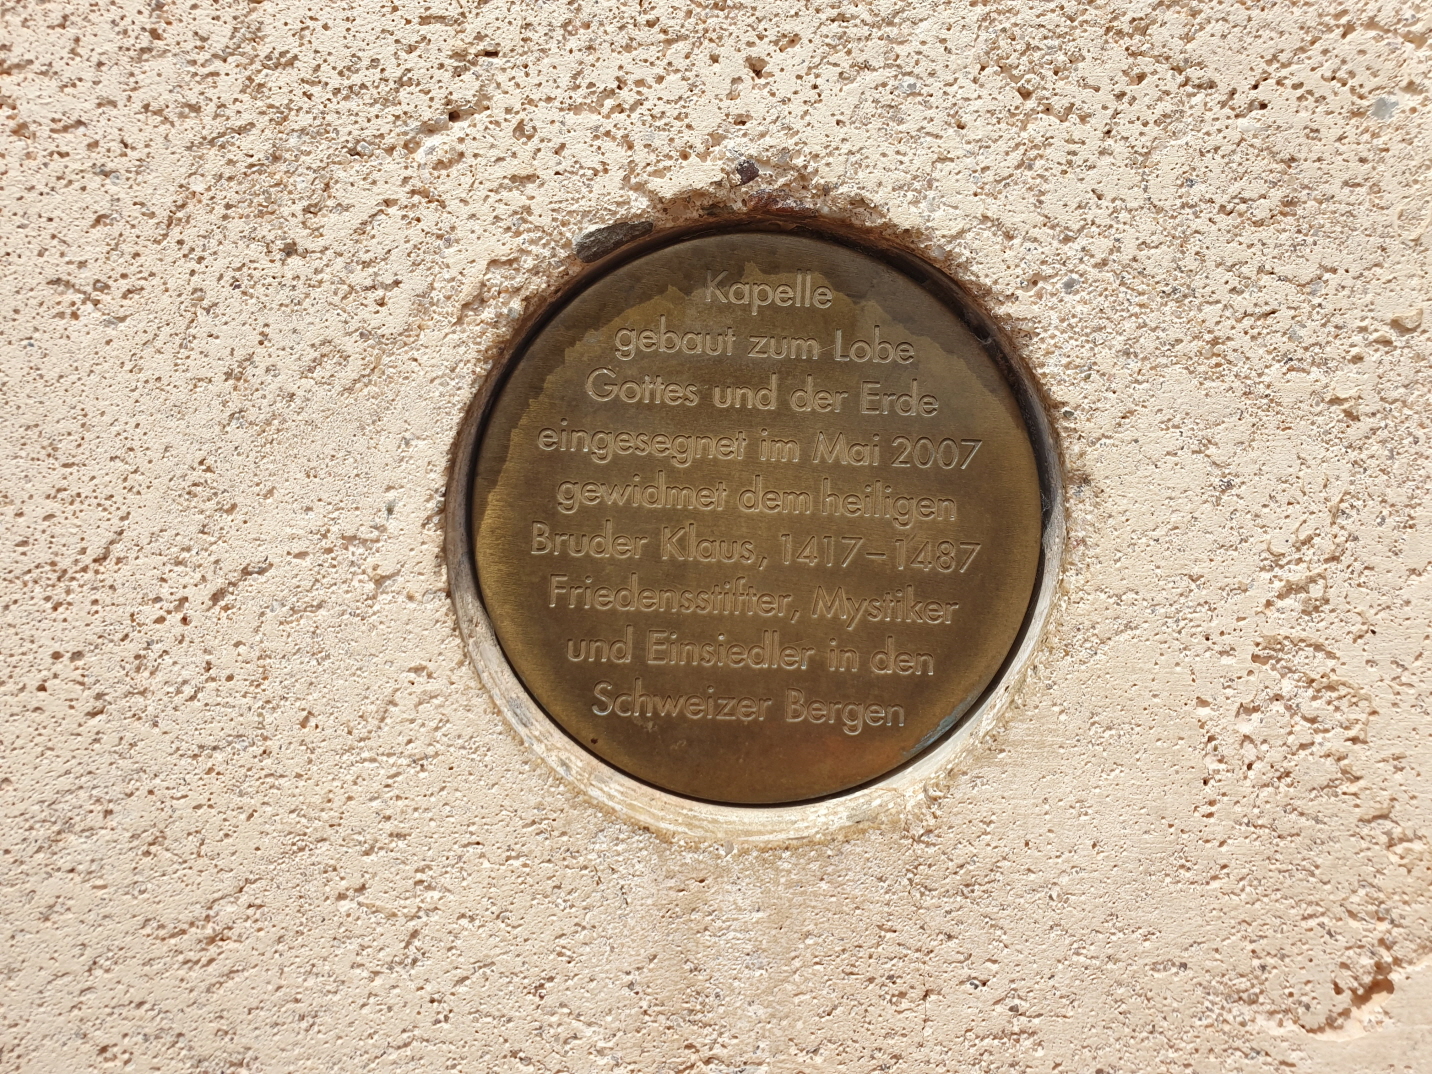 Kapelle
gebaut zum Lobe
Gottes und der Erde
eingesegnet im Mai 2007
gewidmet dem heiligen
Bruder Klaus, 1417–1487
Friedensstifter, Mystiker
und Einsiedler in den
Schweizer Bergen